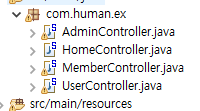 com.human.ex
AdminController.java
HomeController.java
MemberController.java
UserController.java
src/main/resources